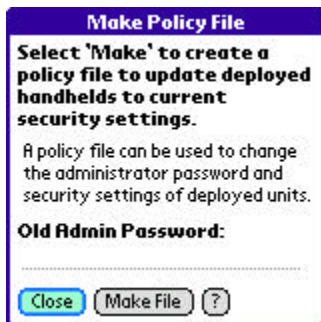 Make Policy File
Select 'Make' to create a
policy file to update deployed
handhelds to current
security settings.
A policy file can be used to change
the administrator password and
security settings of deployed units.
Old Admin Password:
Close Make File ?